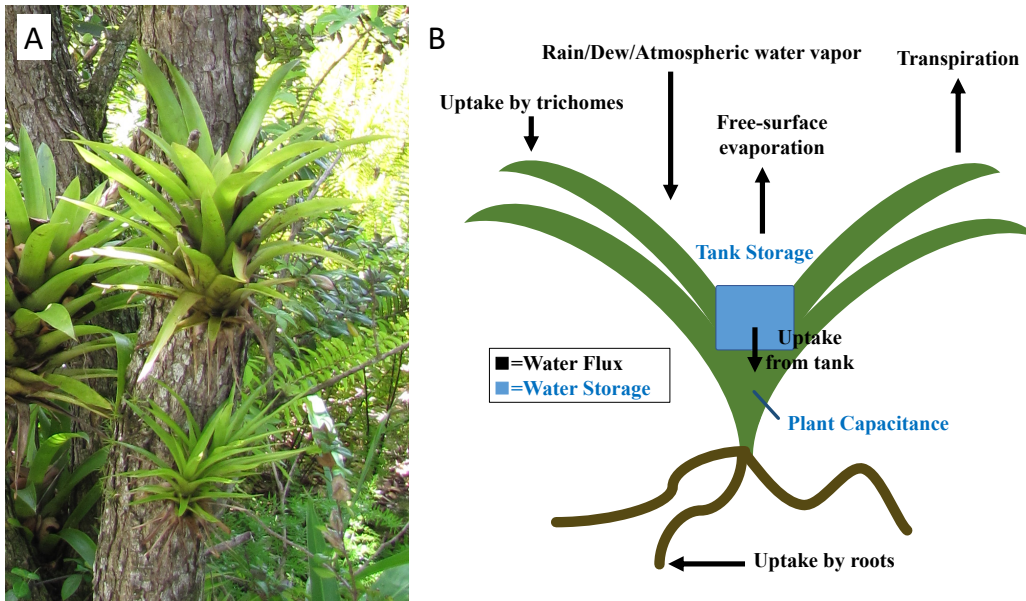 A
B
Rain/Dew/Atmospheric water vapor
Transpiration
Uptake by trichomes
Free-surface
evaporation
Tank Storage
Uptake
from tank
■=Water Flux
■=Water Storage
Plant Capacitance
Uptake by roots